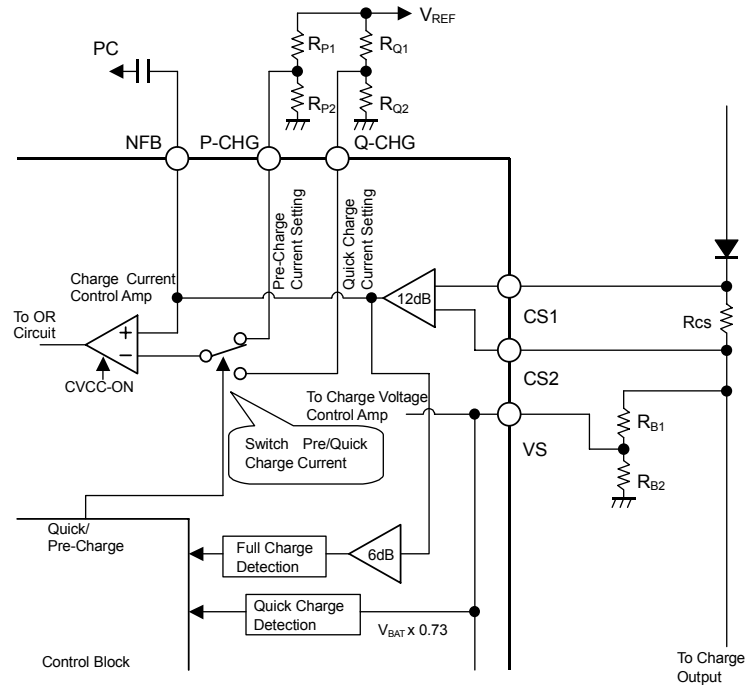 VREF
PC
RP1
RQ1
RP2
RQ2
NFB
P-CHG
Q-CHG
Pre-Charge
Current Setting
Quick Charge
Current Setting
Charge Current
Control Amp
12dB
CS1
Rcs
To OR
Circuit
+
−
CVCC-ON
CS2
To Charge Voltage
Control Amp
RB1
Switch Pre/Quick
Charge Current
VS
RB2
Quick/
Pre-Charge
Full Charge
Detection
6dB
Quick Charge
Detection
VBAT x 0.73
Control Block
To Charge
Output